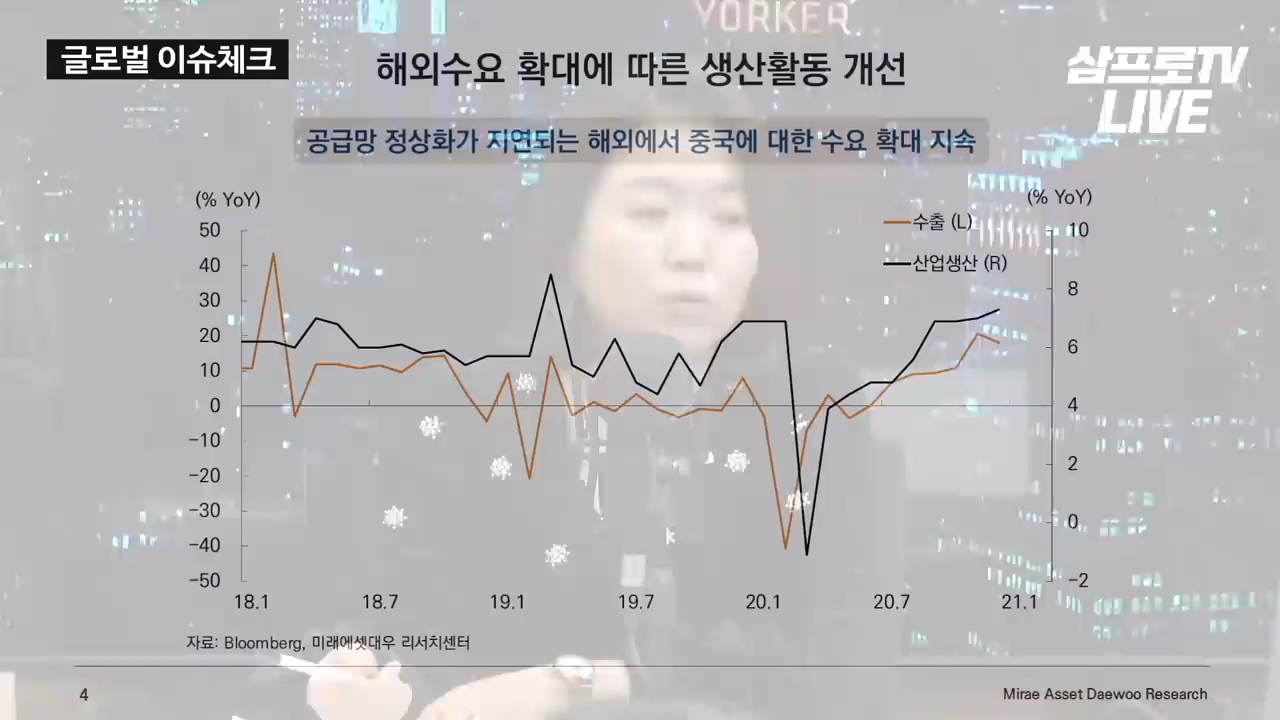 YORKER
글로벌 이슈체크
해외수요 확대에 따른 생산활동 개선
삼프로TV
LIVE
공급망 정상화가 지연되는 해외에서 중국에 대한 수요 확대 지속
(% YoY)
(% YoY)
수출 (L)
산업생산 (R)
50
40
30
20
10
0
−10
−20
−30
−40
−50
10
8
6
4
2
0
−2
18.1 18.7 19.1 19.7 20.1 20.7 21.1
자료: Bloomberg, 미래에셋대우 리서치센터
4
Mirae Asset Daewoo Research